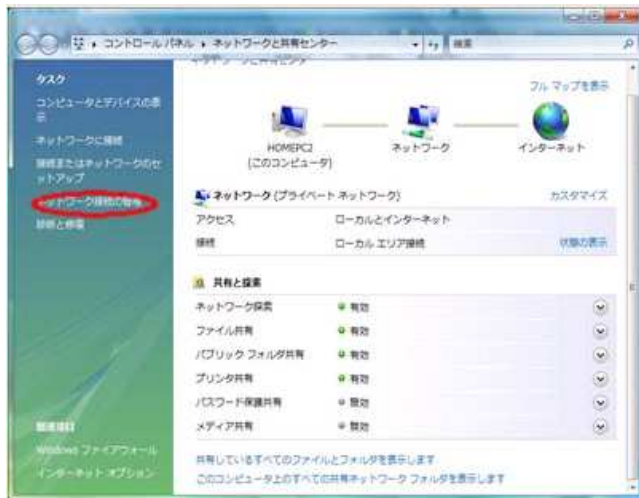 コントロール パネル ▸ ネットワークと共有センター
検索
タスク
コンピュータとデバイスの表示
ネットワークに接続
接続またはネットワークのセットアップ
ネットワーク接続の管理
診断と修復
関連項目
Windows ファイアウォール
インターネット オプション
フル マップを表示
HOMEPC2
(このコンピュータ)
ネットワーク
インターネット
ネットワーク (プライベート ネットワーク)
カスタマイズ
アクセス ローカルとインターネット
接続 ローカル エリア接続 状態の表示
共有と探索
ネットワーク探索 有効
ファイル共有 有効
パブリック フォルダ共有 有効
プリンタ共有 有効
パスワード保護共有 無効
メディア共有 無効
共有しているすべてのファイルとフォルダを表示します
このコンピュータ上のすべての共有ネットワーク フォルダを表示します